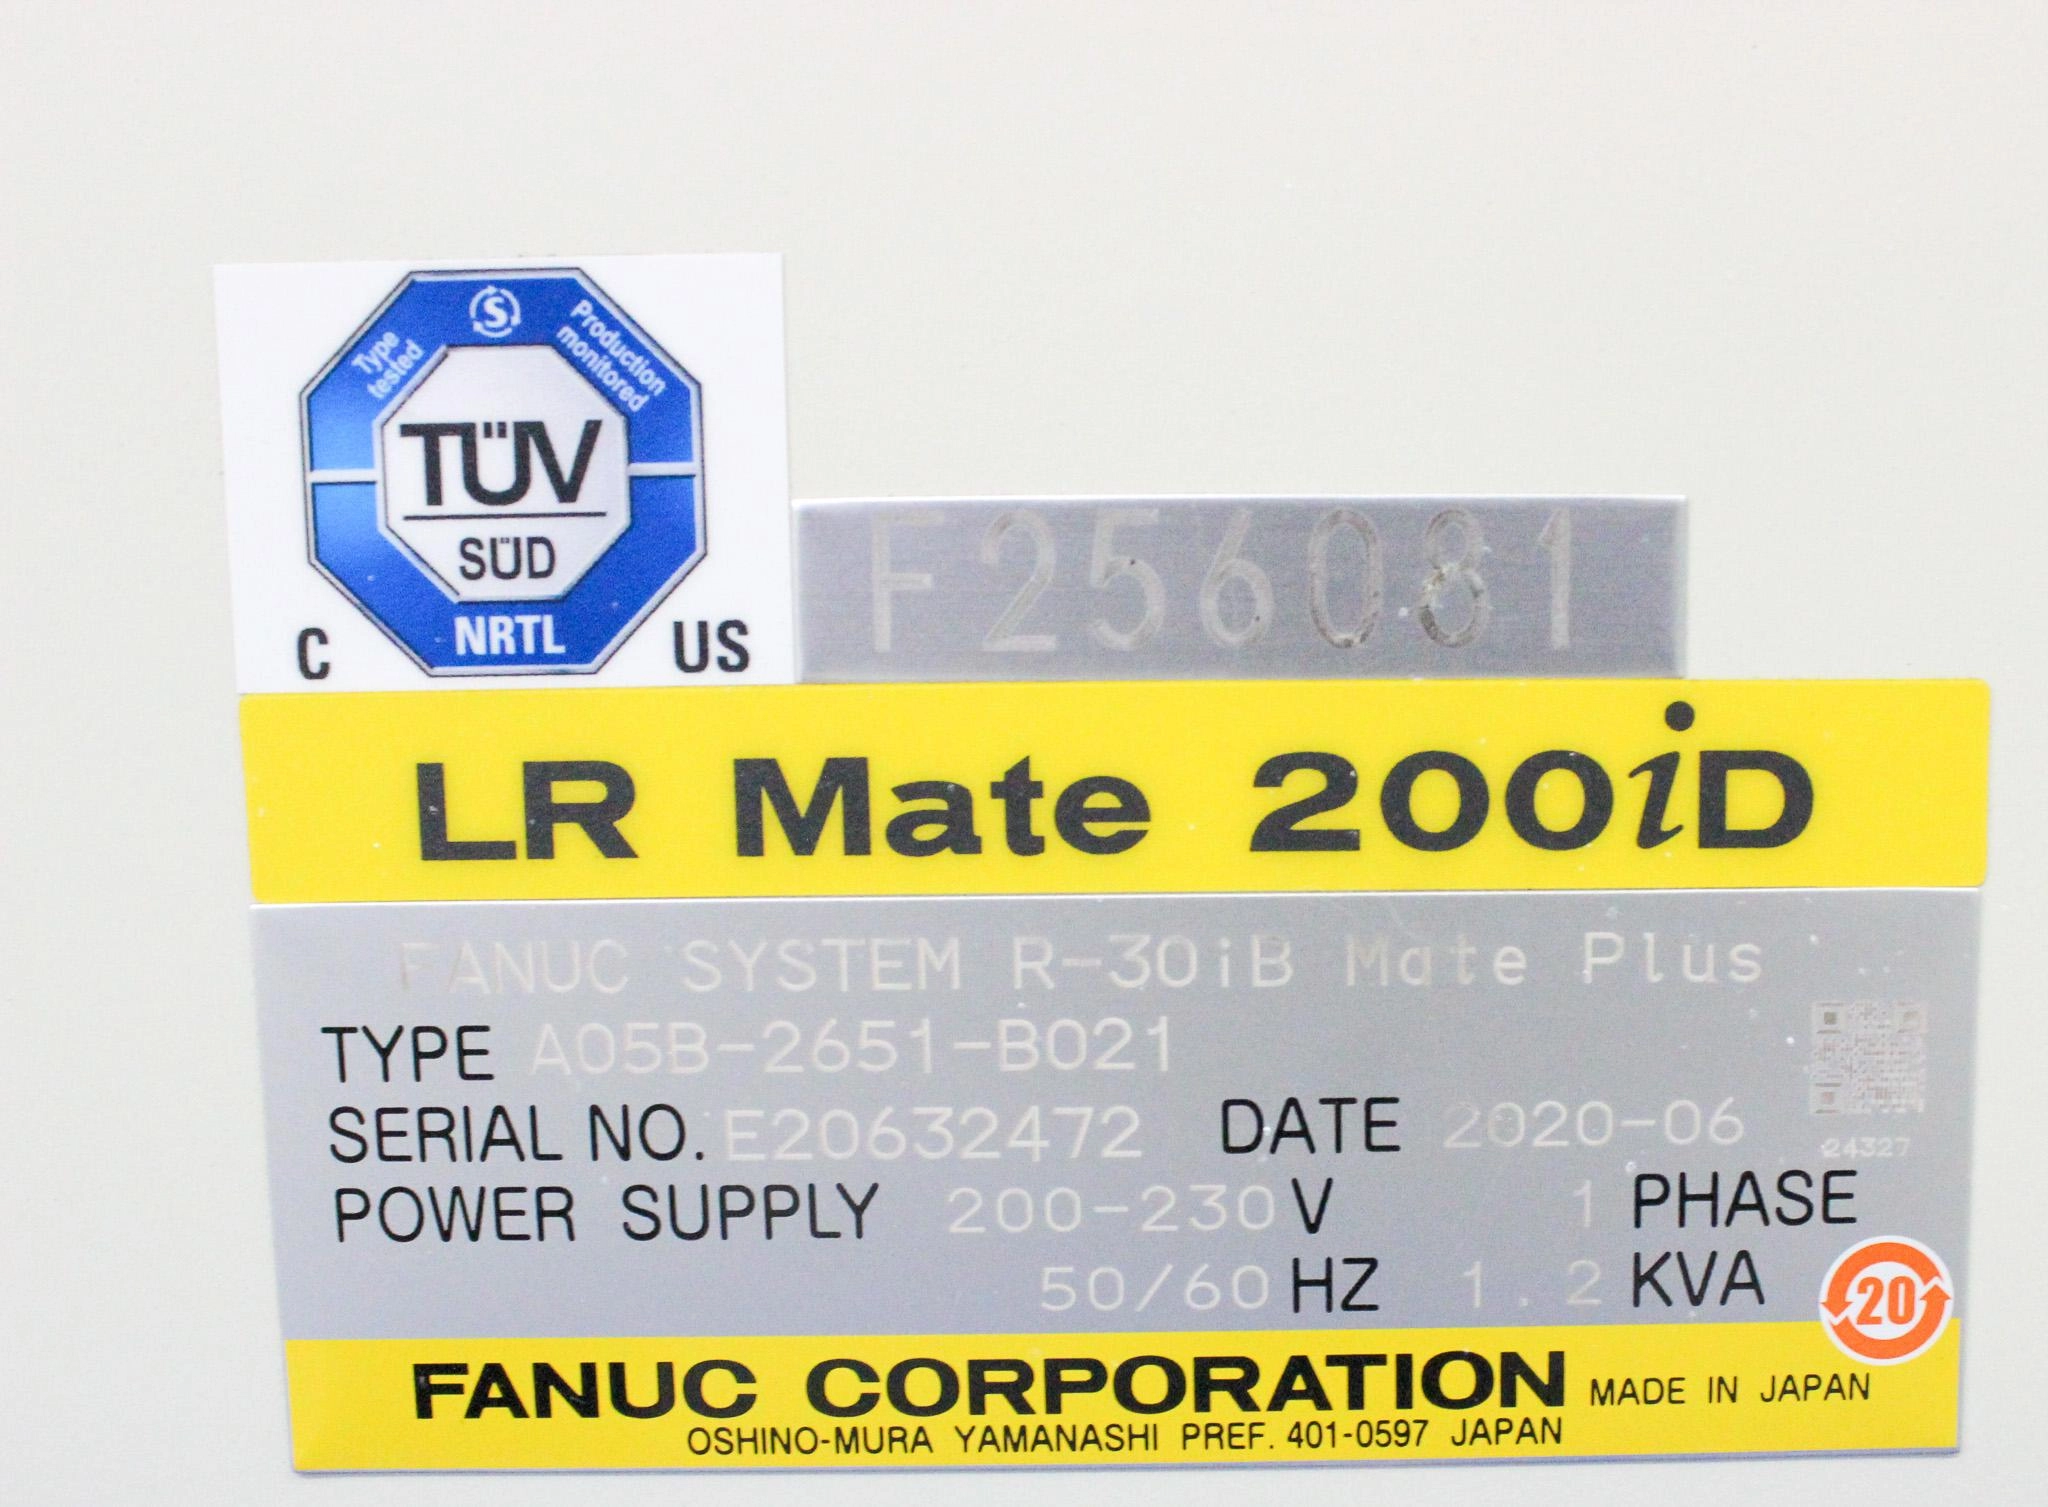 S
Type tested
Production monitored
TÜV
SÜD
NRTL
C US
F256081
LR Mate 200iD
FANUC SYSTEM R-30iB Mate Plus
TYPE A05B-2651-B021
SERIAL NO. E20632472 DATE 2020-06
24327
POWER SUPPLY 200-230 V 1 PHASE
50/60 HZ 1.2 KVA
20
FANUC CORPORATION MADE IN JAPAN
OSHINO-MURA YAMANASHI PREF. 401-0597 JAPAN